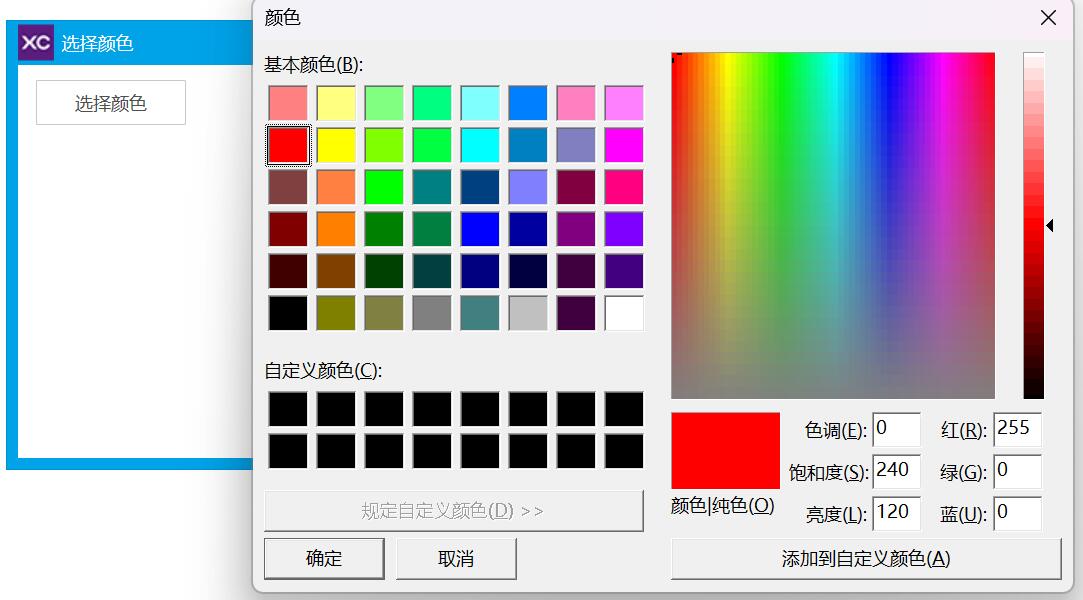 XC 选择颜色
选择颜色
颜色
基本颜色(B):
自定义颜色(C):
规定自定义颜色(D) >>
确定 取消
色调(E): 0 红(R): 255
饱和度(S): 240 绿(G): 0
颜色|纯色(O) 亮度(L): 120 蓝(U): 0
添加到自定义颜色(A)